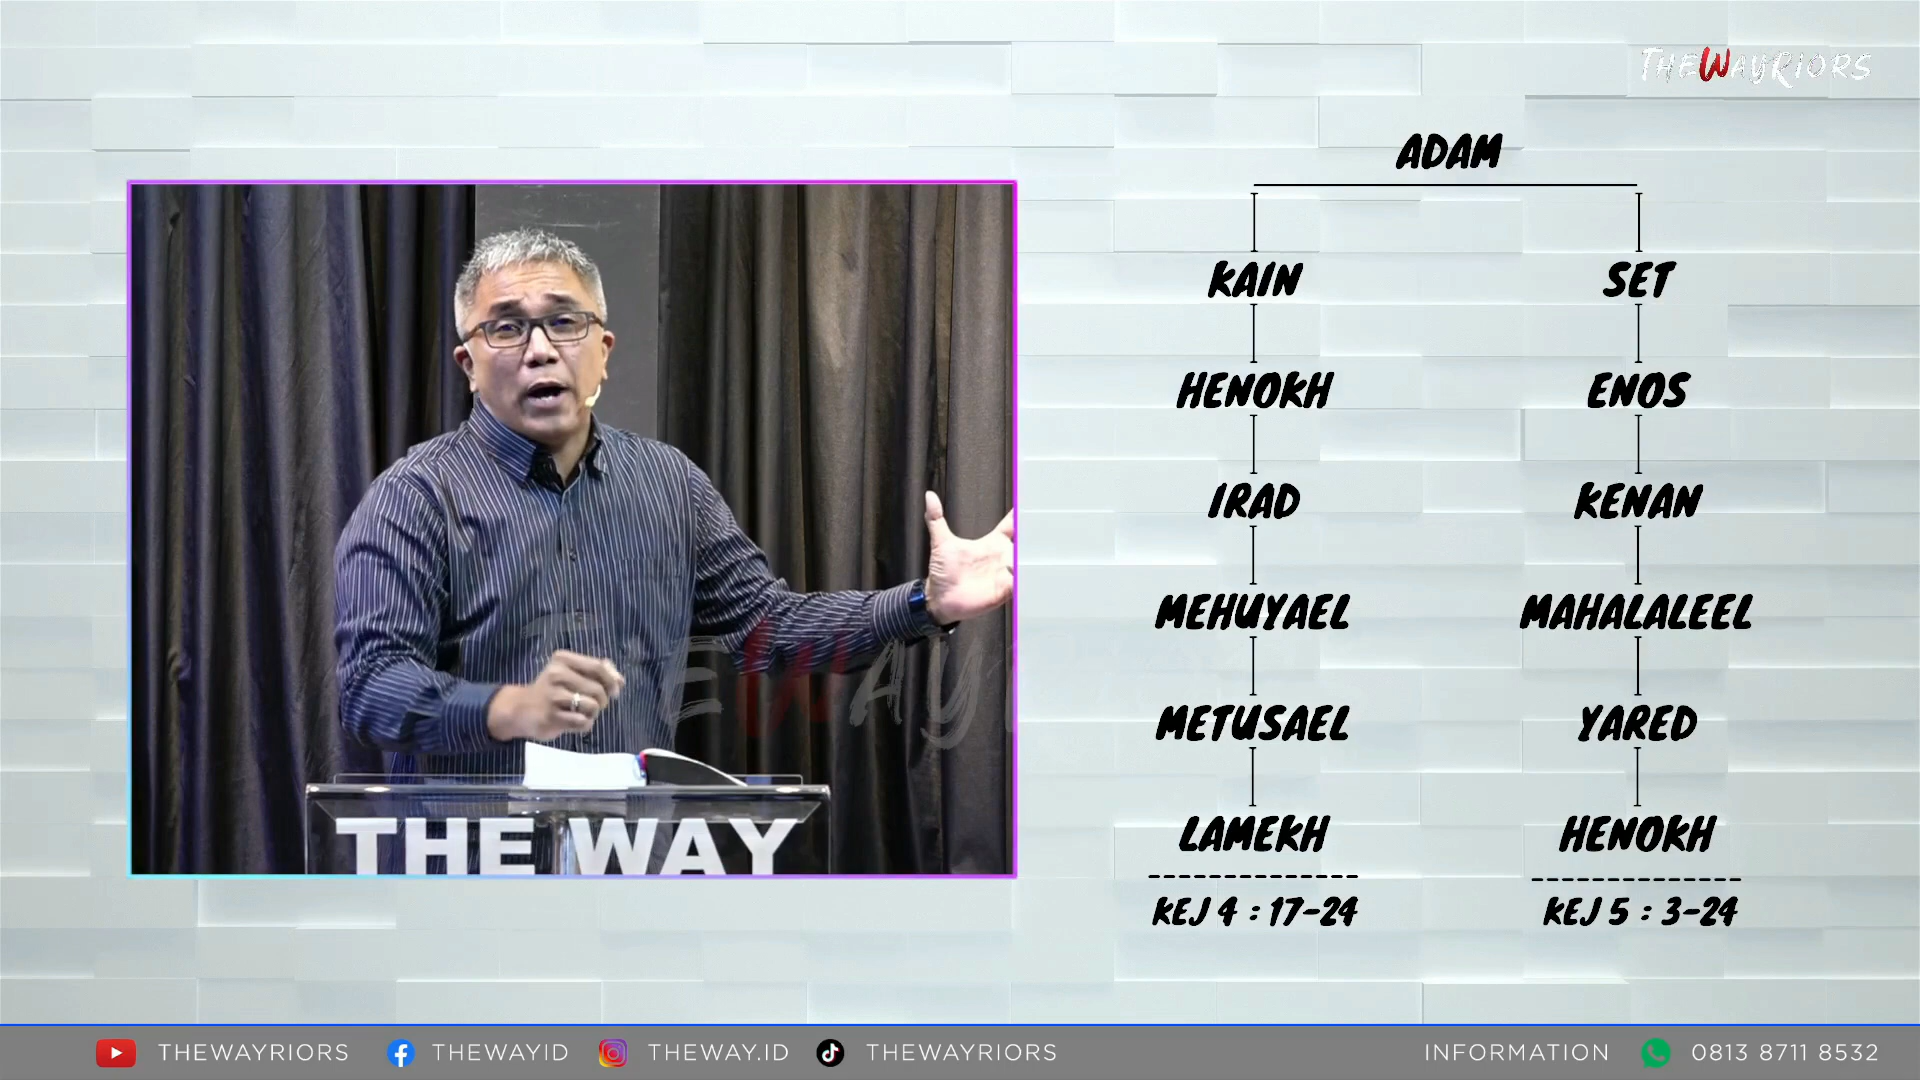 THEWAYRIORS
ADAM
KAIN
SET
HENOKH
ENOS
IRAD
KENAN
MEHUYAEL
MAHALALEEL
METUSAEL
YARED
LAMEKH
HENOKH
KEJ 4 : 17-24
KEJ 5 : 3-24
THEWAY
THE WAY
THEWAYRIORS
THEWAYID
THEWAY.ID
THEWAYRIORS
INFORMATION
0813 8711 8532